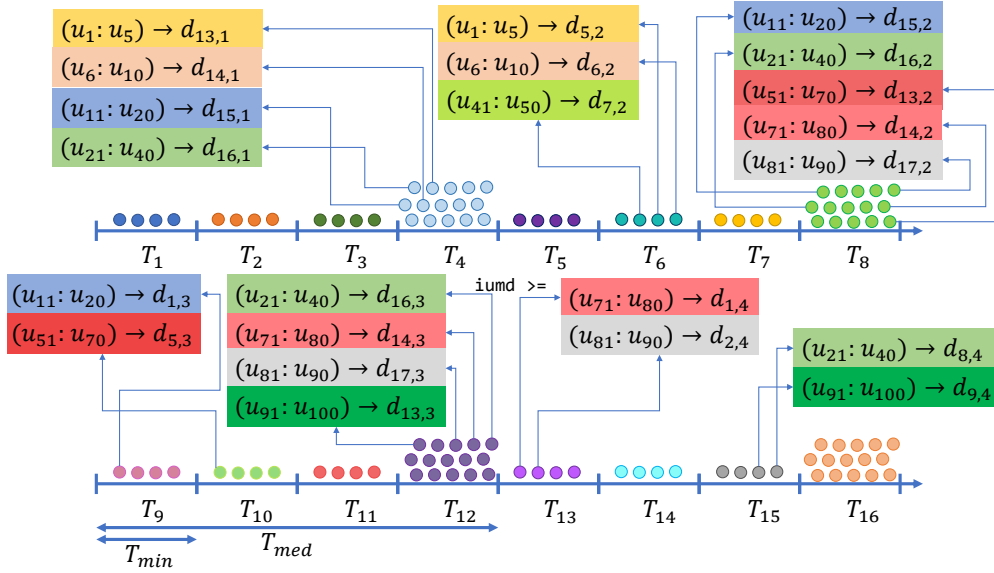 (u₁: u₅) → d₁₃,₁
(u₆: u₁₀) → d₁₄,₁
(u₁₁: u₂₀) → d₁₅,₁
(u₂₁: u₄₀) → d₁₆,₁
(u₁: u₅) → d₅,₂
(u₆: u₁₀) → d₆,₂
(u₄₁: u₅₀) → d₇,₂
(u₁₁: u₂₀) → d₁₅,₂
(u₂₁: u₄₀) → d₁₆,₂
(u₅₁: u₇₀) → d₁₃,₂
(u₇₁: u₈₀) → d₁₄,₂
(u₈₁: u₉₀) → d₁₇,₂
T₁ T₂ T₃ T₄ T₅ T₆ T₇ T₈
(u₁₁: u₂₀) → d₁,₃
(u₅₁: u₇₀) → d₅,₃
(u₂₁: u₄₀) → d₁₆,₃
(u₇₁: u₈₀) → d₁₄,₃
(u₈₁: u₉₀) → d₁₇,₃
(u₉₁: u₁₀₀) → d₁₃,₃
iumd >=
(u₇₁: u₈₀) → d₁,₄
(u₈₁: u₉₀) → d₂,₄
(u₂₁: u₄₀) → d₈,₄
(u₉₁: u₁₀₀) → d₉,₄
T₉ T₁₀ T₁₁ T₁₂ T₁₃ T₁₄ T₁₅ T₁₆
T_min T_med